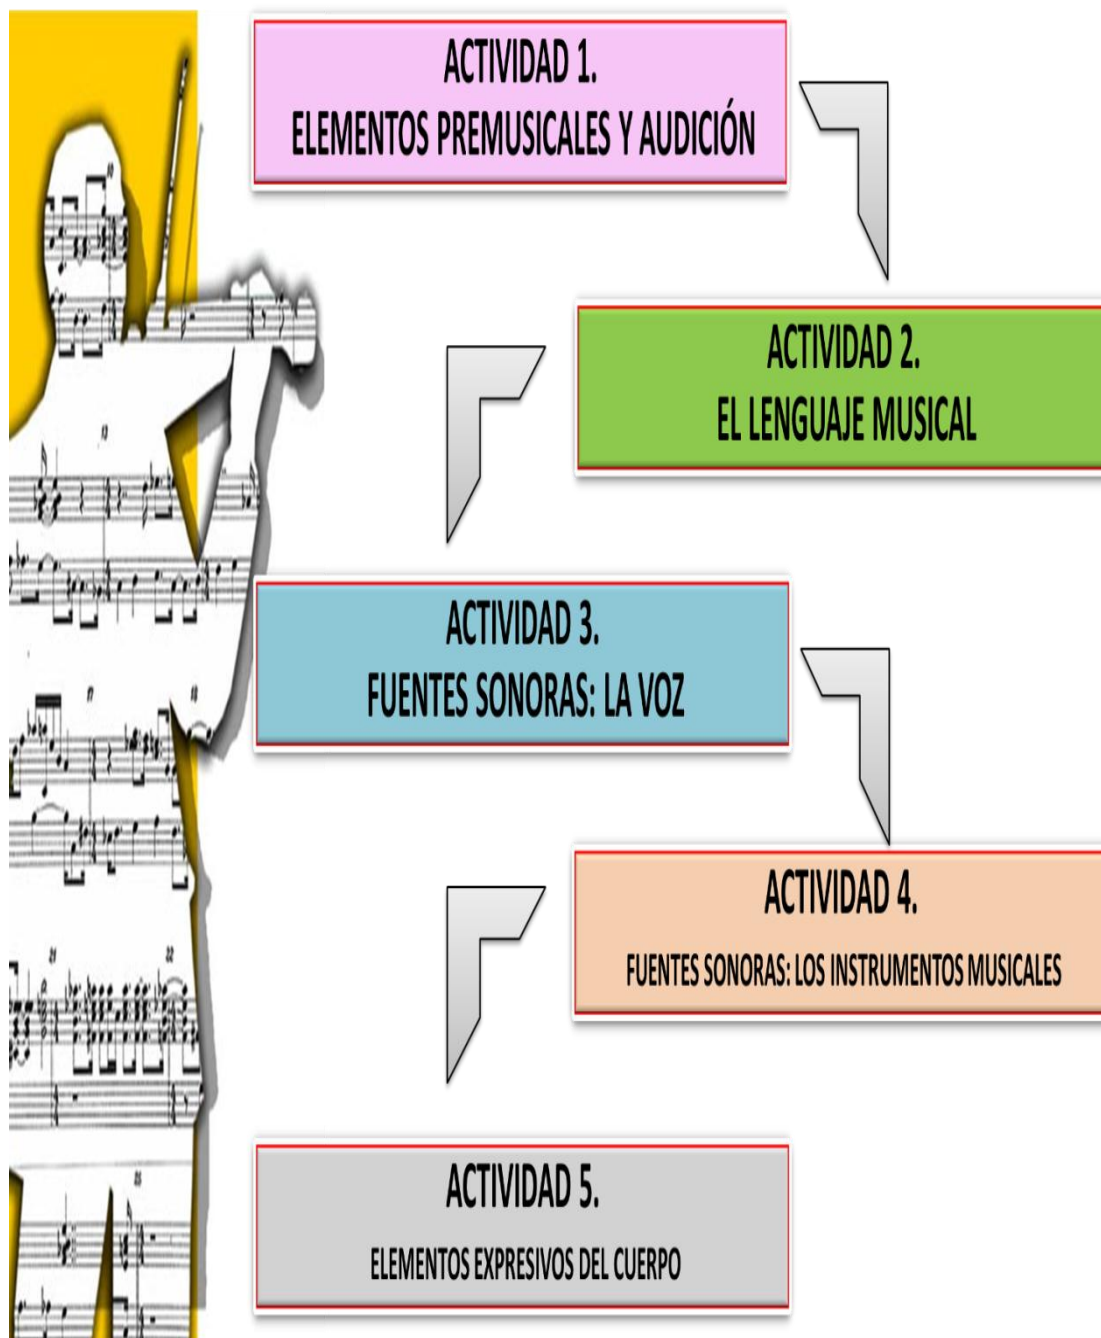 ACTIVIDAD 1.
ELEMENTOS PREMUSICALES Y AUDICIÓN
ACTIVIDAD 2.
EL LENGUAJE MUSICAL
ACTIVIDAD 3.
FUENTES SONORAS: LA VOZ
ACTIVIDAD 4.
FUENTES SONORAS: LOS INSTRUMENTOS MUSICALES
ACTIVIDAD 5.
ELEMENTOS EXPRESIVOS DEL CUERPO